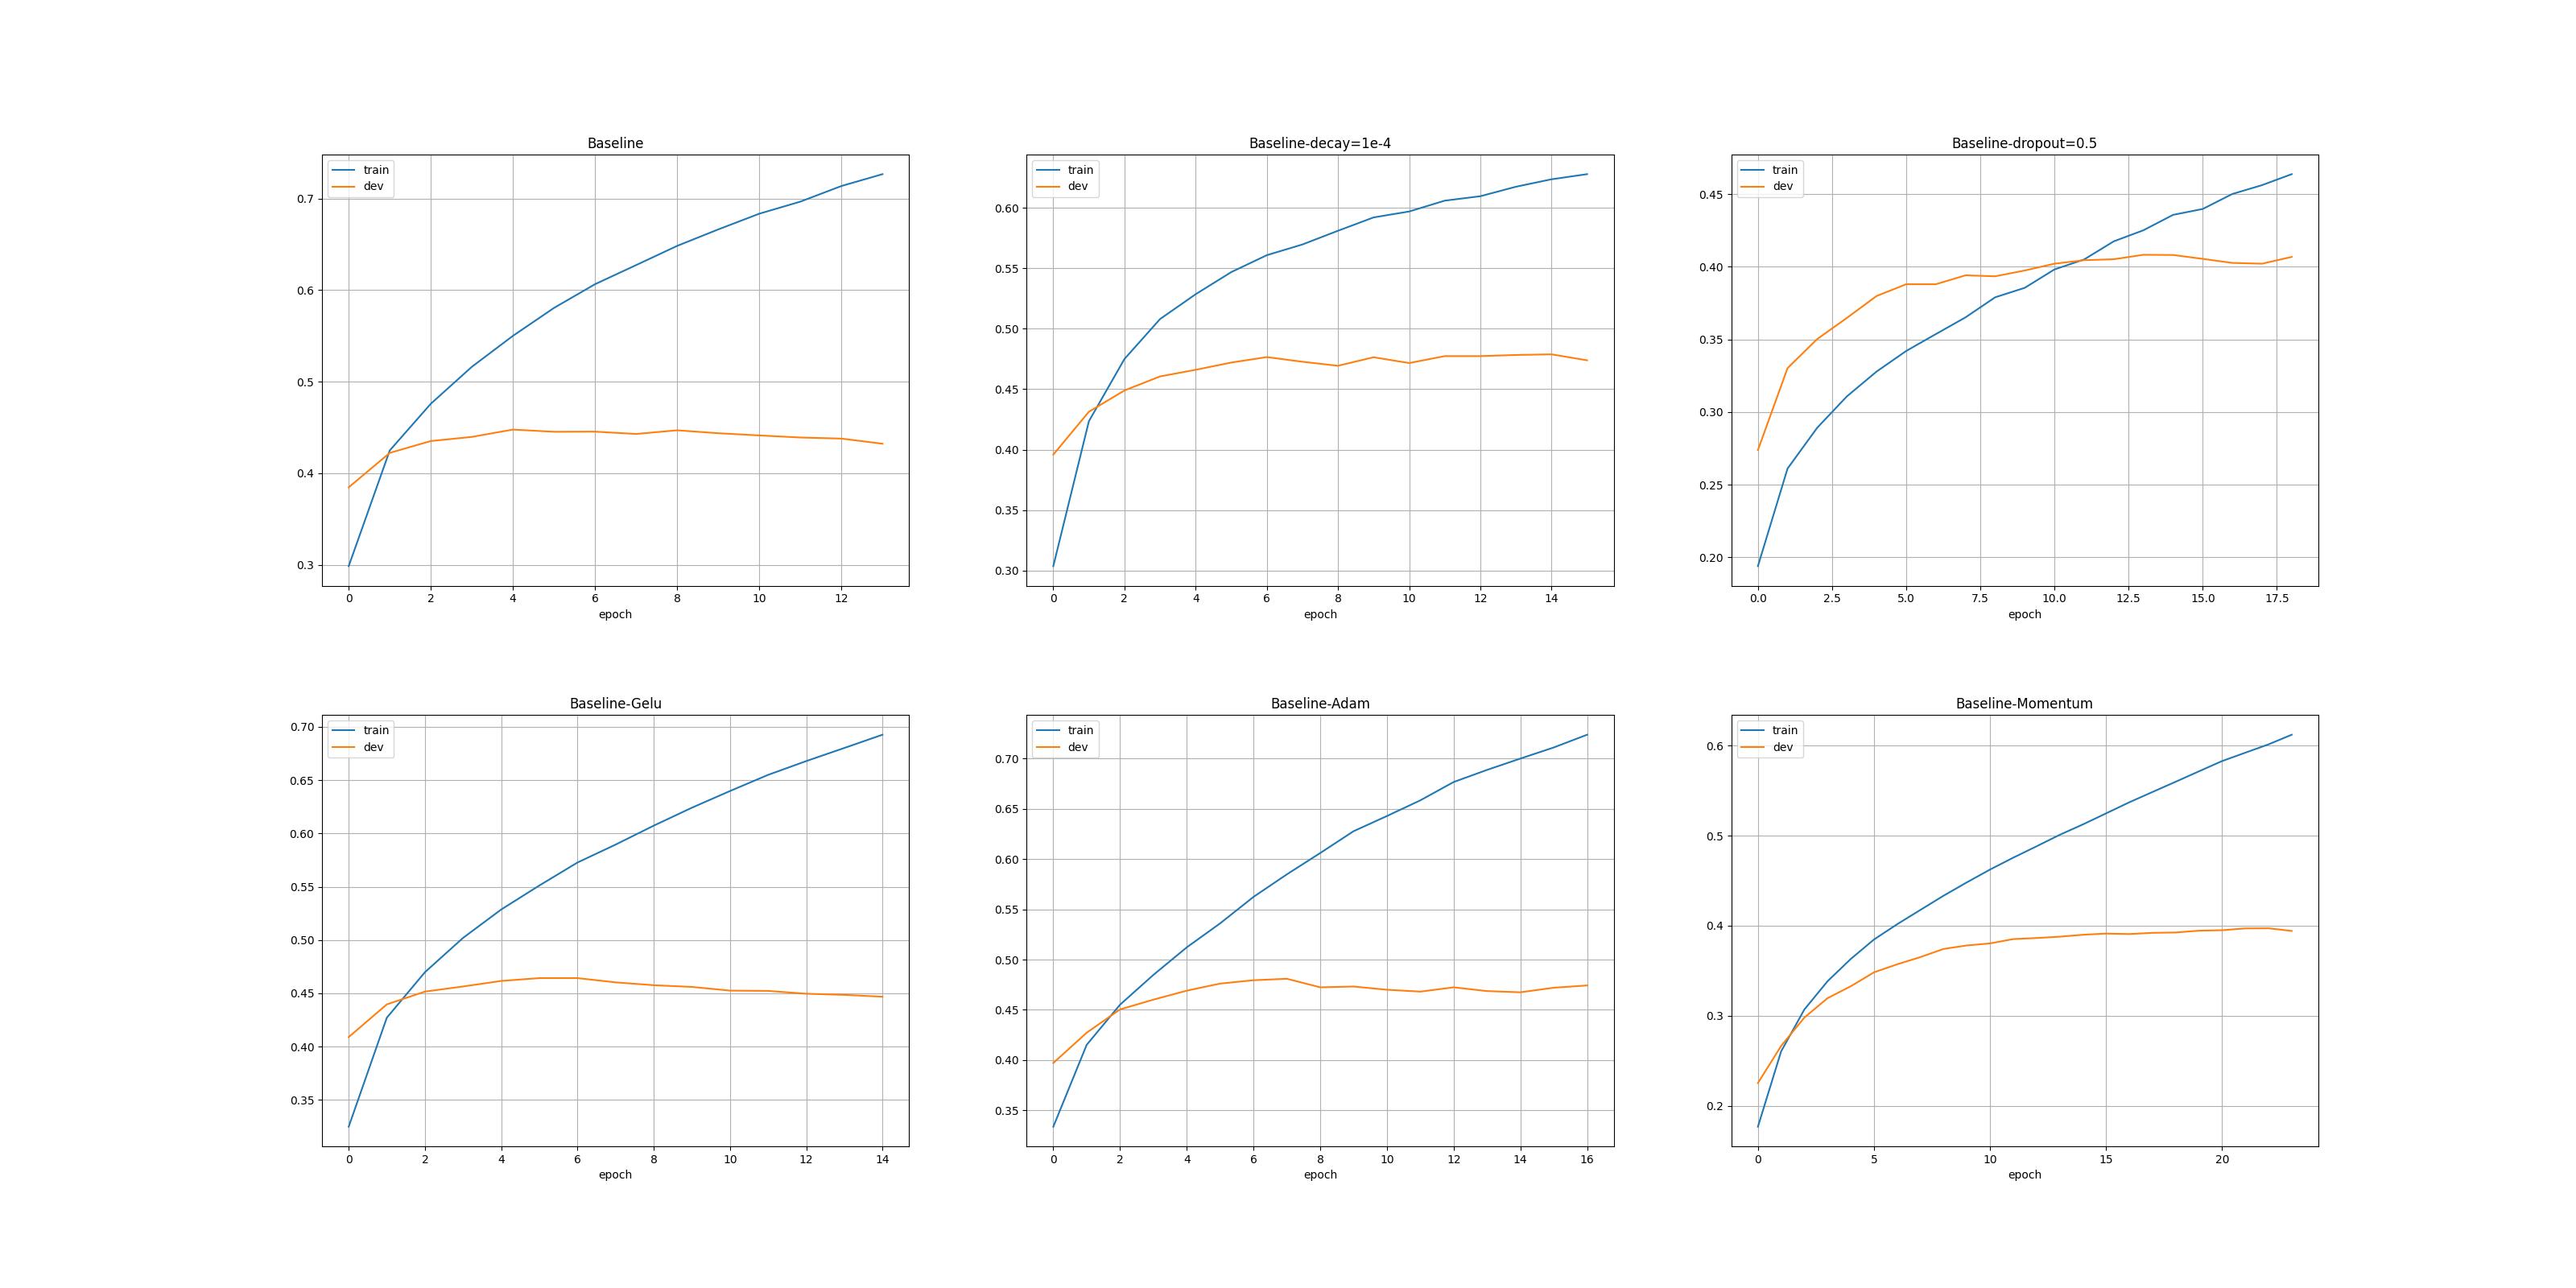 Baseline
train
dev
0.7
0.6
0.5
0.4
0.3
0 2 4 6 8 10 12
epoch
Baseline-decay=1e-4
train
dev
0.60
0.55
0.50
0.45
0.40
0.35
0.30
0 2 4 6 8 10 12 14
epoch
Baseline-dropout=0.5
train
dev
0.45
0.40
0.35
0.30
0.25
0.20
0.0 2.5 5.0 7.5 10.0 12.5 15.0 17.5
epoch
Baseline-Gelu
train
dev
0.70
0.65
0.60
0.55
0.50
0.45
0.40
0.35
0 2 4 6 8 10 12 14
epoch
Baseline-Adam
train
dev
0.70
0.65
0.60
0.55
0.50
0.45
0.40
0.35
0 2 4 6 8 10 12 14 16
epoch
Baseline-Momentum
train
dev
0.6
0.5
0.4
0.3
0.2
0 5 10 15 20
epoch